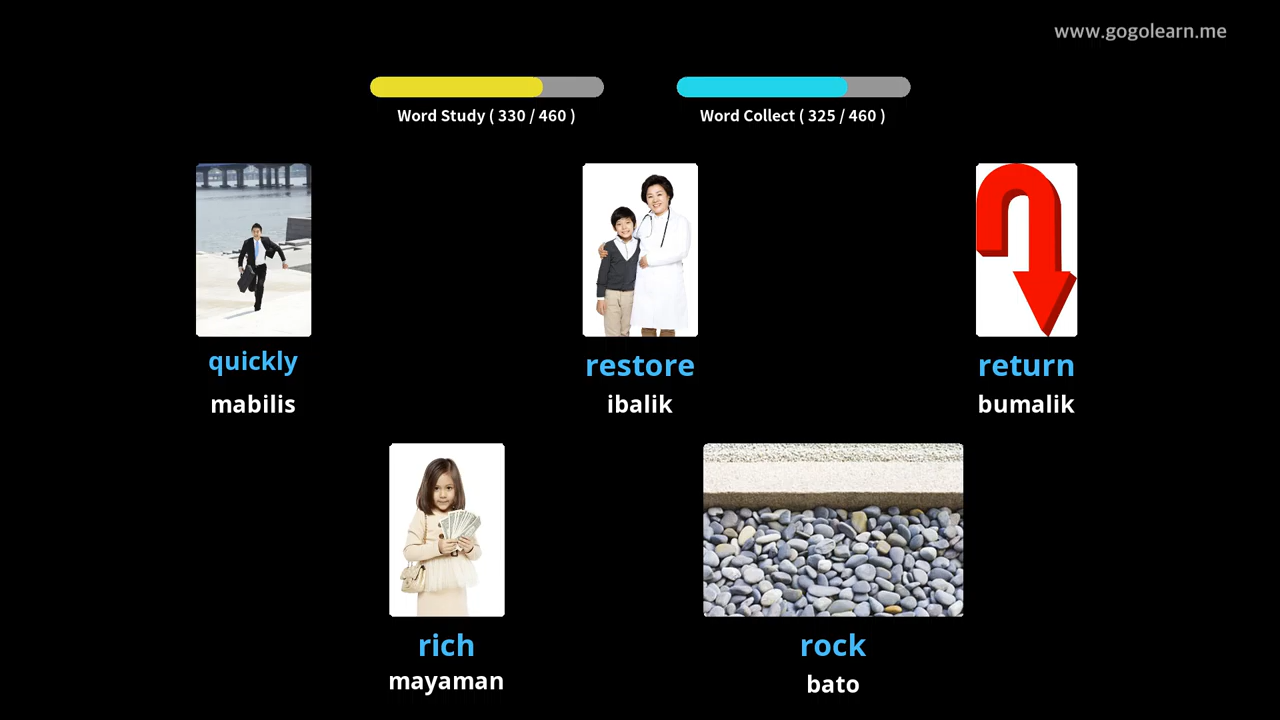 www.gogolearn.me
Word Study ( 330 / 460 )
Word Collect ( 325 / 460 )
quickly
mabilis
restore
ibalik
return
bumalik
rich
mayaman
rock
bato